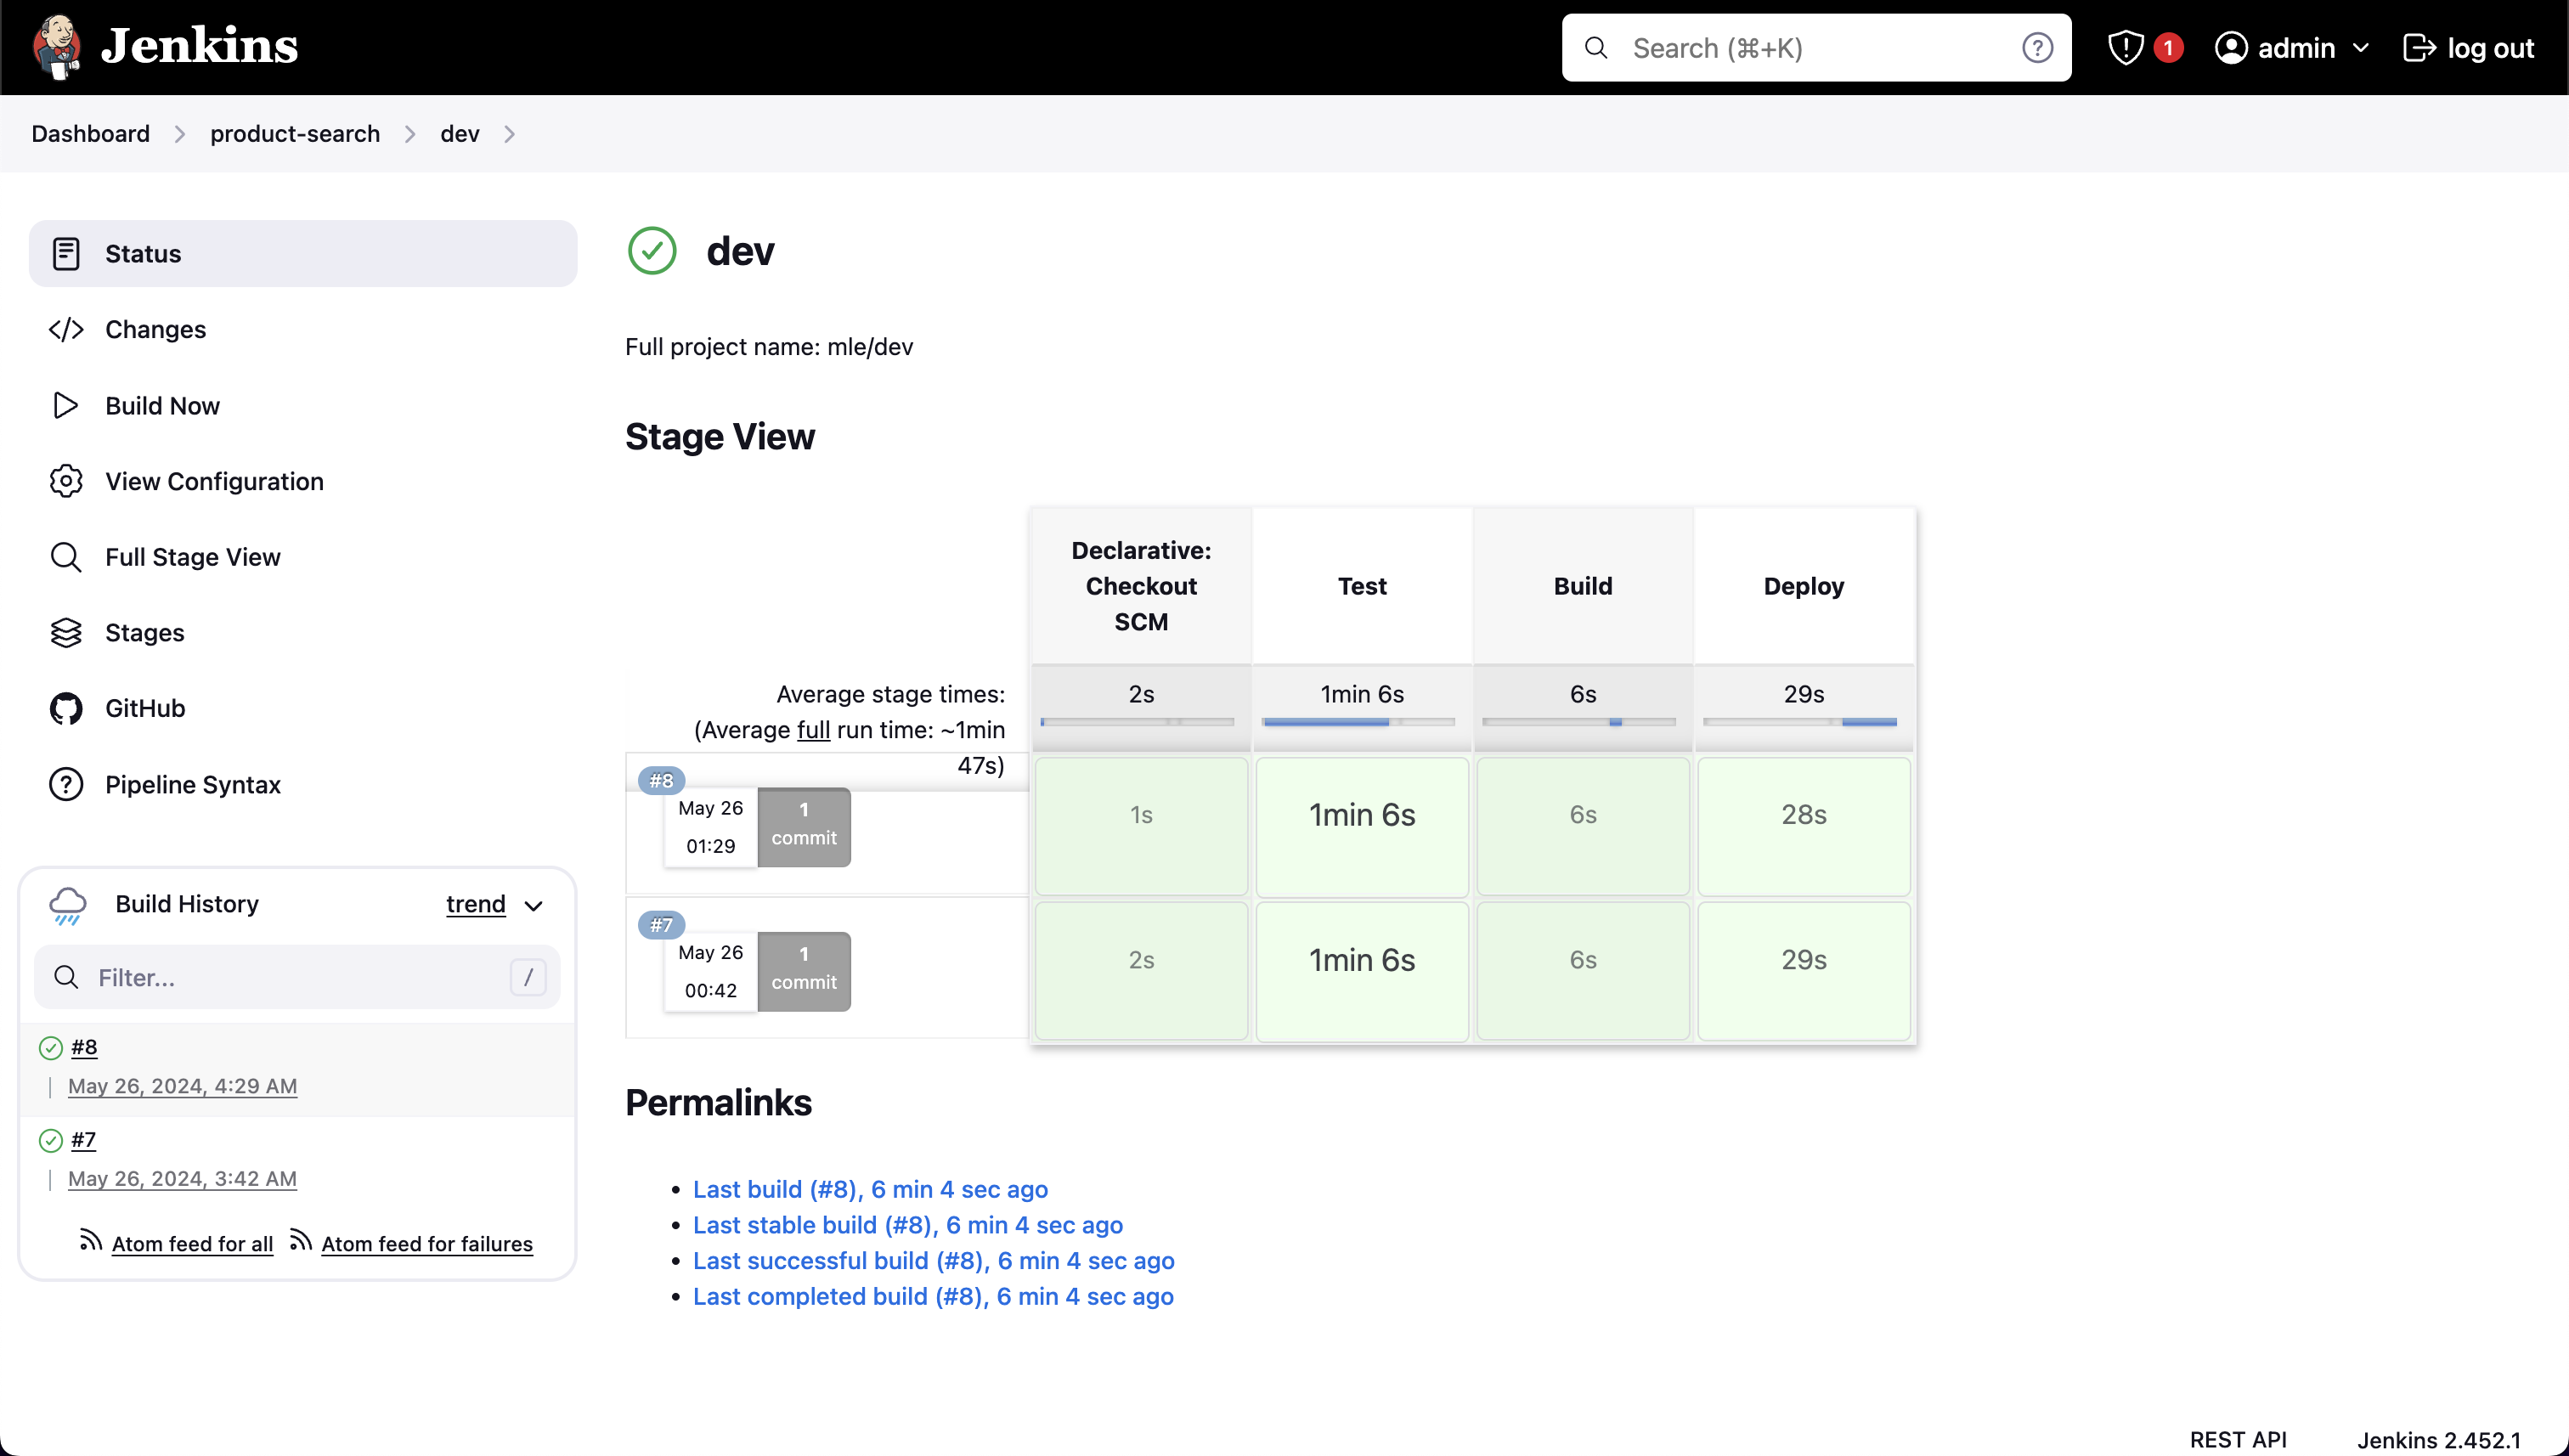 Jenkins
Search (⌘+K)
?
1
admin
log out
Dashboard
product-search
dev
Status
Changes
Build Now
View Configuration
Full Stage View
Stages
GitHub
Pipeline Syntax
Build History
trend
Filter...
/
#8
May 26, 2024, 4:29 AM
#7
May 26, 2024, 3:42 AM
Atom feed for all
Atom feed for failures
dev
Full project name: mle/dev
Stage View
Declarative:
Checkout
SCM
Test
Build
Deploy
Average stage times:
(Average full run time: ~1min
47s)
2s
1min 6s
6s
29s
#8
May 26
01:29
1
commit
1s
1min 6s
6s
28s
#7
May 26
00:42
1
commit
2s
1min 6s
6s
29s
Permalinks
Last build (#8), 6 min 4 sec ago
Last stable build (#8), 6 min 4 sec ago
Last successful build (#8), 6 min 4 sec ago
Last completed build (#8), 6 min 4 sec ago
REST API
Jenkins 2.452.1